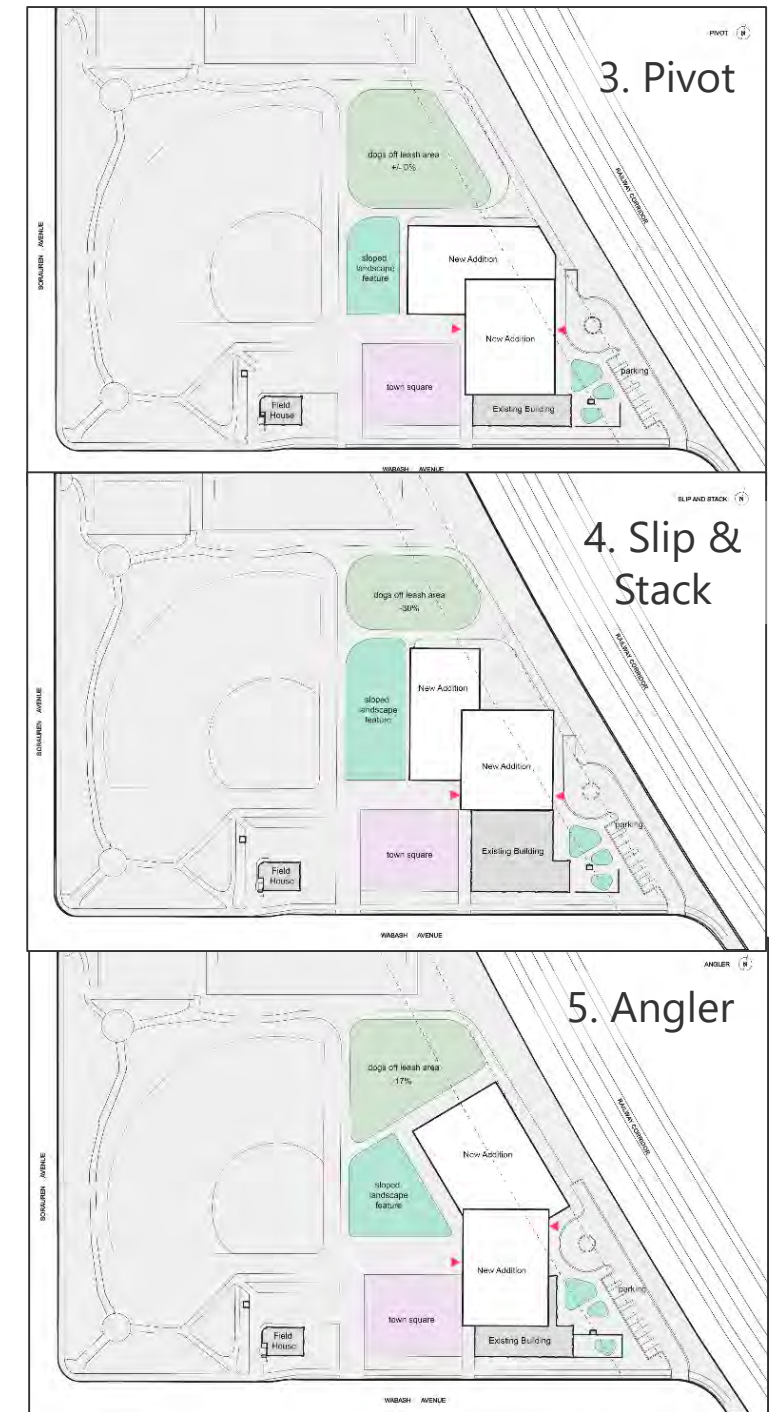 PIVOT
N
3. Pivot
dogs off leash area
+/- 0%
RAILWAY CORRIDOR
SORAUREN AVENUE
sloped
landscape
feature
New Addition
New Addition
parking
town square
Field
House
Existing Building
WABASH AVENUE
SLIP AND STACK
N
4. Slip &
Stack
dogs off leash area
-30%
RAILWAY CORRIDOR
SORAUREN AVENUE
sloped
landscape
feature
New Addition
New Addition
parking
town square
Existing Building
Field
House
WABASH AVENUE
ANGLER
N
5. Angler
dogs off leash area
-17%
RAILWAY CORRIDOR
SORAUREN AVENUE
New Addition
sloped
landscape
feature
New Addition
parking
town square
Field
House
Existing Building
WABASH AVENUE